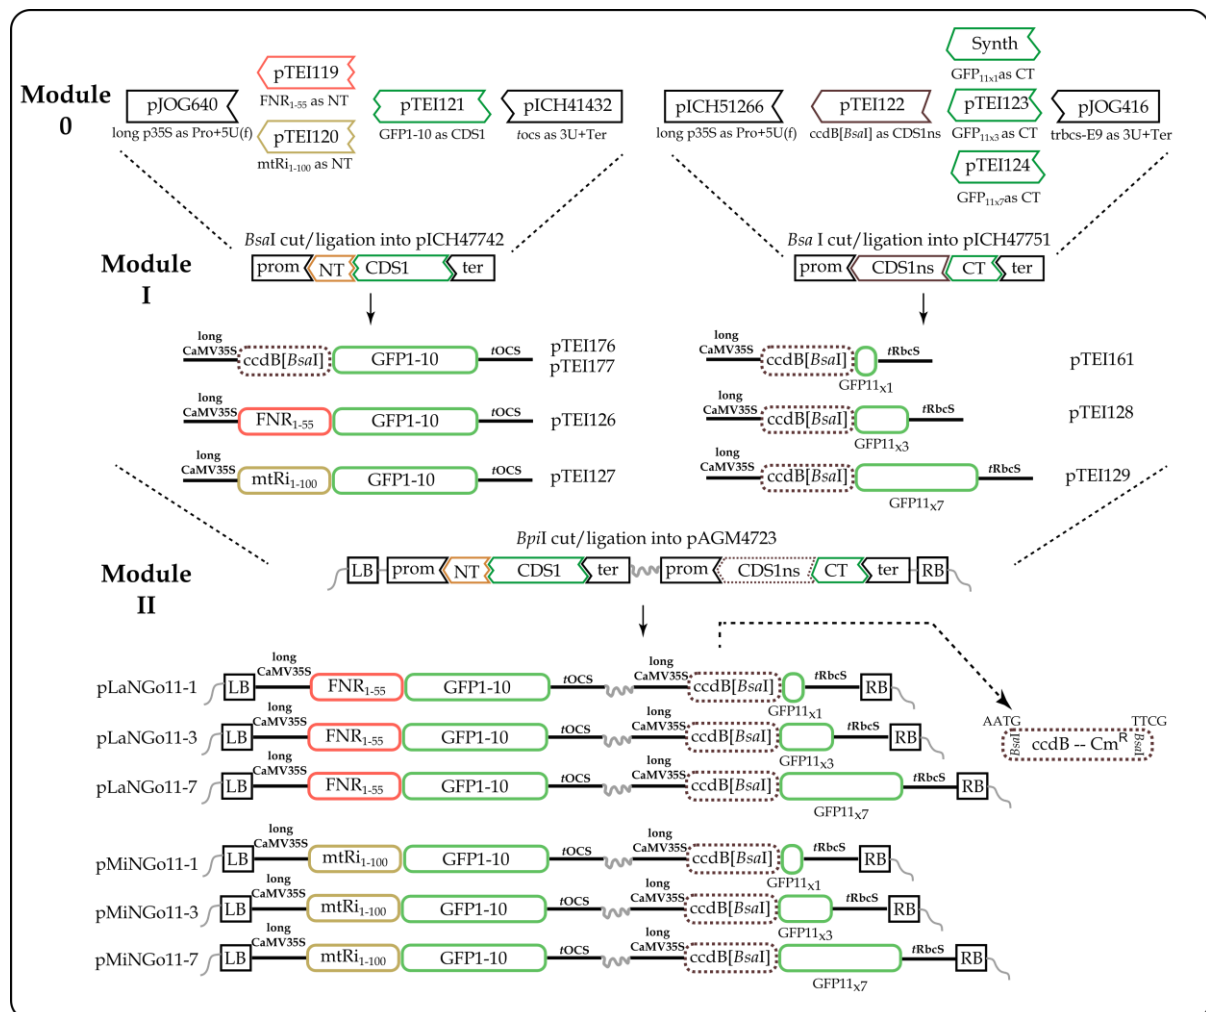 Module
0
pJOG640
long p35S as Pro+5U(f)
pTEI119
FNR1-55 as NT
pTEI120
mtRi1-100 as NT
pTEI121
GFP1-10 as CDS1
pICH41432
tocs as 3U+Ter
pICH51266
long p35S as Pro+5U(f)
pTEI122
ccdB[BsaI] as CDS1ns
Synth
GFP11x1as CT
pTEI123
GFP11x3 as CT
pTEI124
GFP11x7as CT
pJOG416
trbcs-E9 as 3U+Ter
Module
I
BsaI cut/ligation into pICH47742
prom NT CDS1 ter
Bsa I cut/ligation into pICH47751
prom CDS1ns CT ter
long
CaMV35S ccdB[BsaI] GFP1-10 tOCS pTEI176
pTEI177
long
CaMV35S FNR1-55 GFP1-10 tOCS pTEI126
long
CaMV35S mtRi1-100 GFP1-10 tOCS pTEI127
long
CaMV35S ccdB[BsaI] tRbcS pTEI161
GFP11x1
long
CaMV35S ccdB[BsaI] tRbcS pTEI128
GFP11x3
long
CaMV35S ccdB[BsaI] tRbcS pTEI129
GFP11x7
Module
II
BpiI cut/ligation into pAGM4723
LB prom NT CDS1 ter prom CDS1ns CT ter RB
long long
pLaNGo11-1 LB CaMV35S FNR1-55 GFP1-10 tOCS CaMV35S ccdB[BsaI] tRbcS RB
GFP11x1
long long
pLaNGo11-3 LB CaMV35S FNR1-55 GFP1-10 tOCS CaMV35S ccdB[BsaI] tRbcS RB
GFP11x3
long long
pLaNGo11-7 LB CaMV35S FNR1-55 GFP1-10 tOCS CaMV35S ccdB[BsaI] tRbcS RB
GFP11x7
AATG TTCG
BsaI ccdB -- CmR BsaI
long long
pMiNGo11-1 LB CaMV35S mtRi1-100 GFP1-10 tOCS CaMV35S ccdB[BsaI] tRbcS RB
GFP11x1
long long
pMiNGo11-3 LB CaMV35S mtRi1-100 GFP1-10 tOCS CaMV35S ccdB[BsaI] tRbcS RB
GFP11x3
long long
pMiNGo11-7 LB CaMV35S mtRi1-100 GFP1-10 tOCS CaMV35S ccdB[BsaI] tRbcS RB
GFP11x7